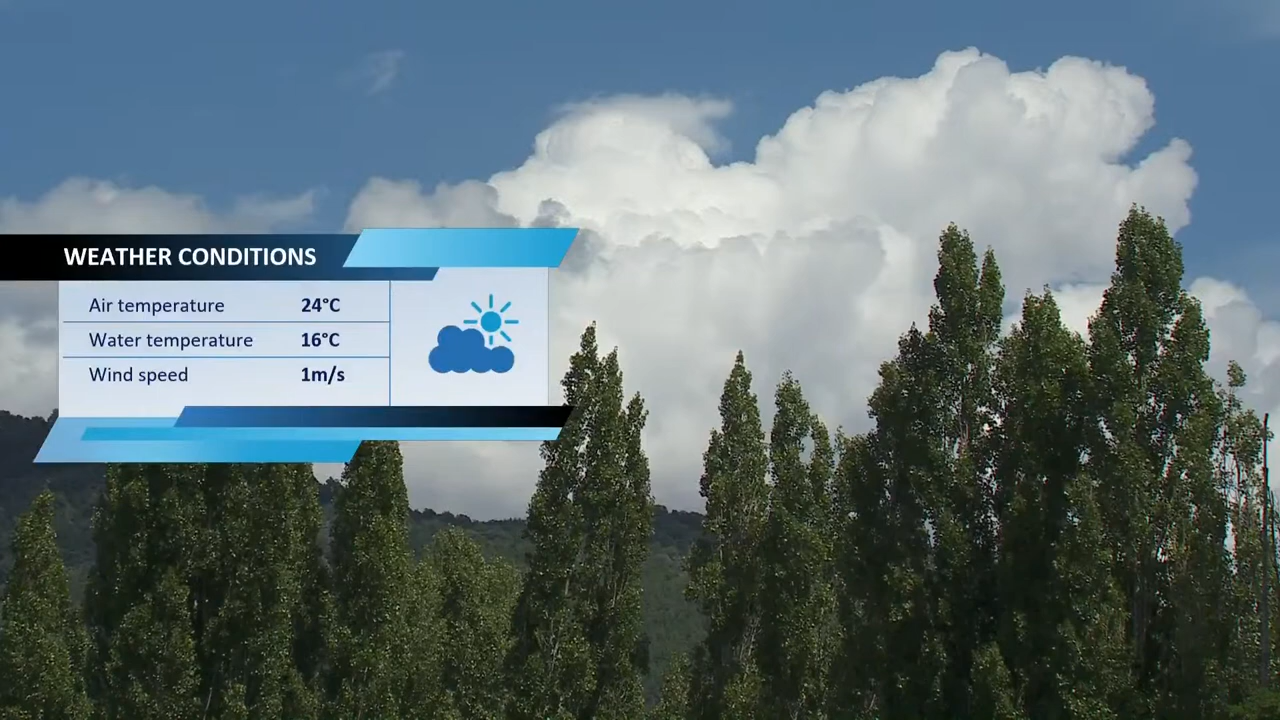 WEATHER CONDITIONS
Air temperature 24°C
Water temperature 16°C
Wind speed 1m/s